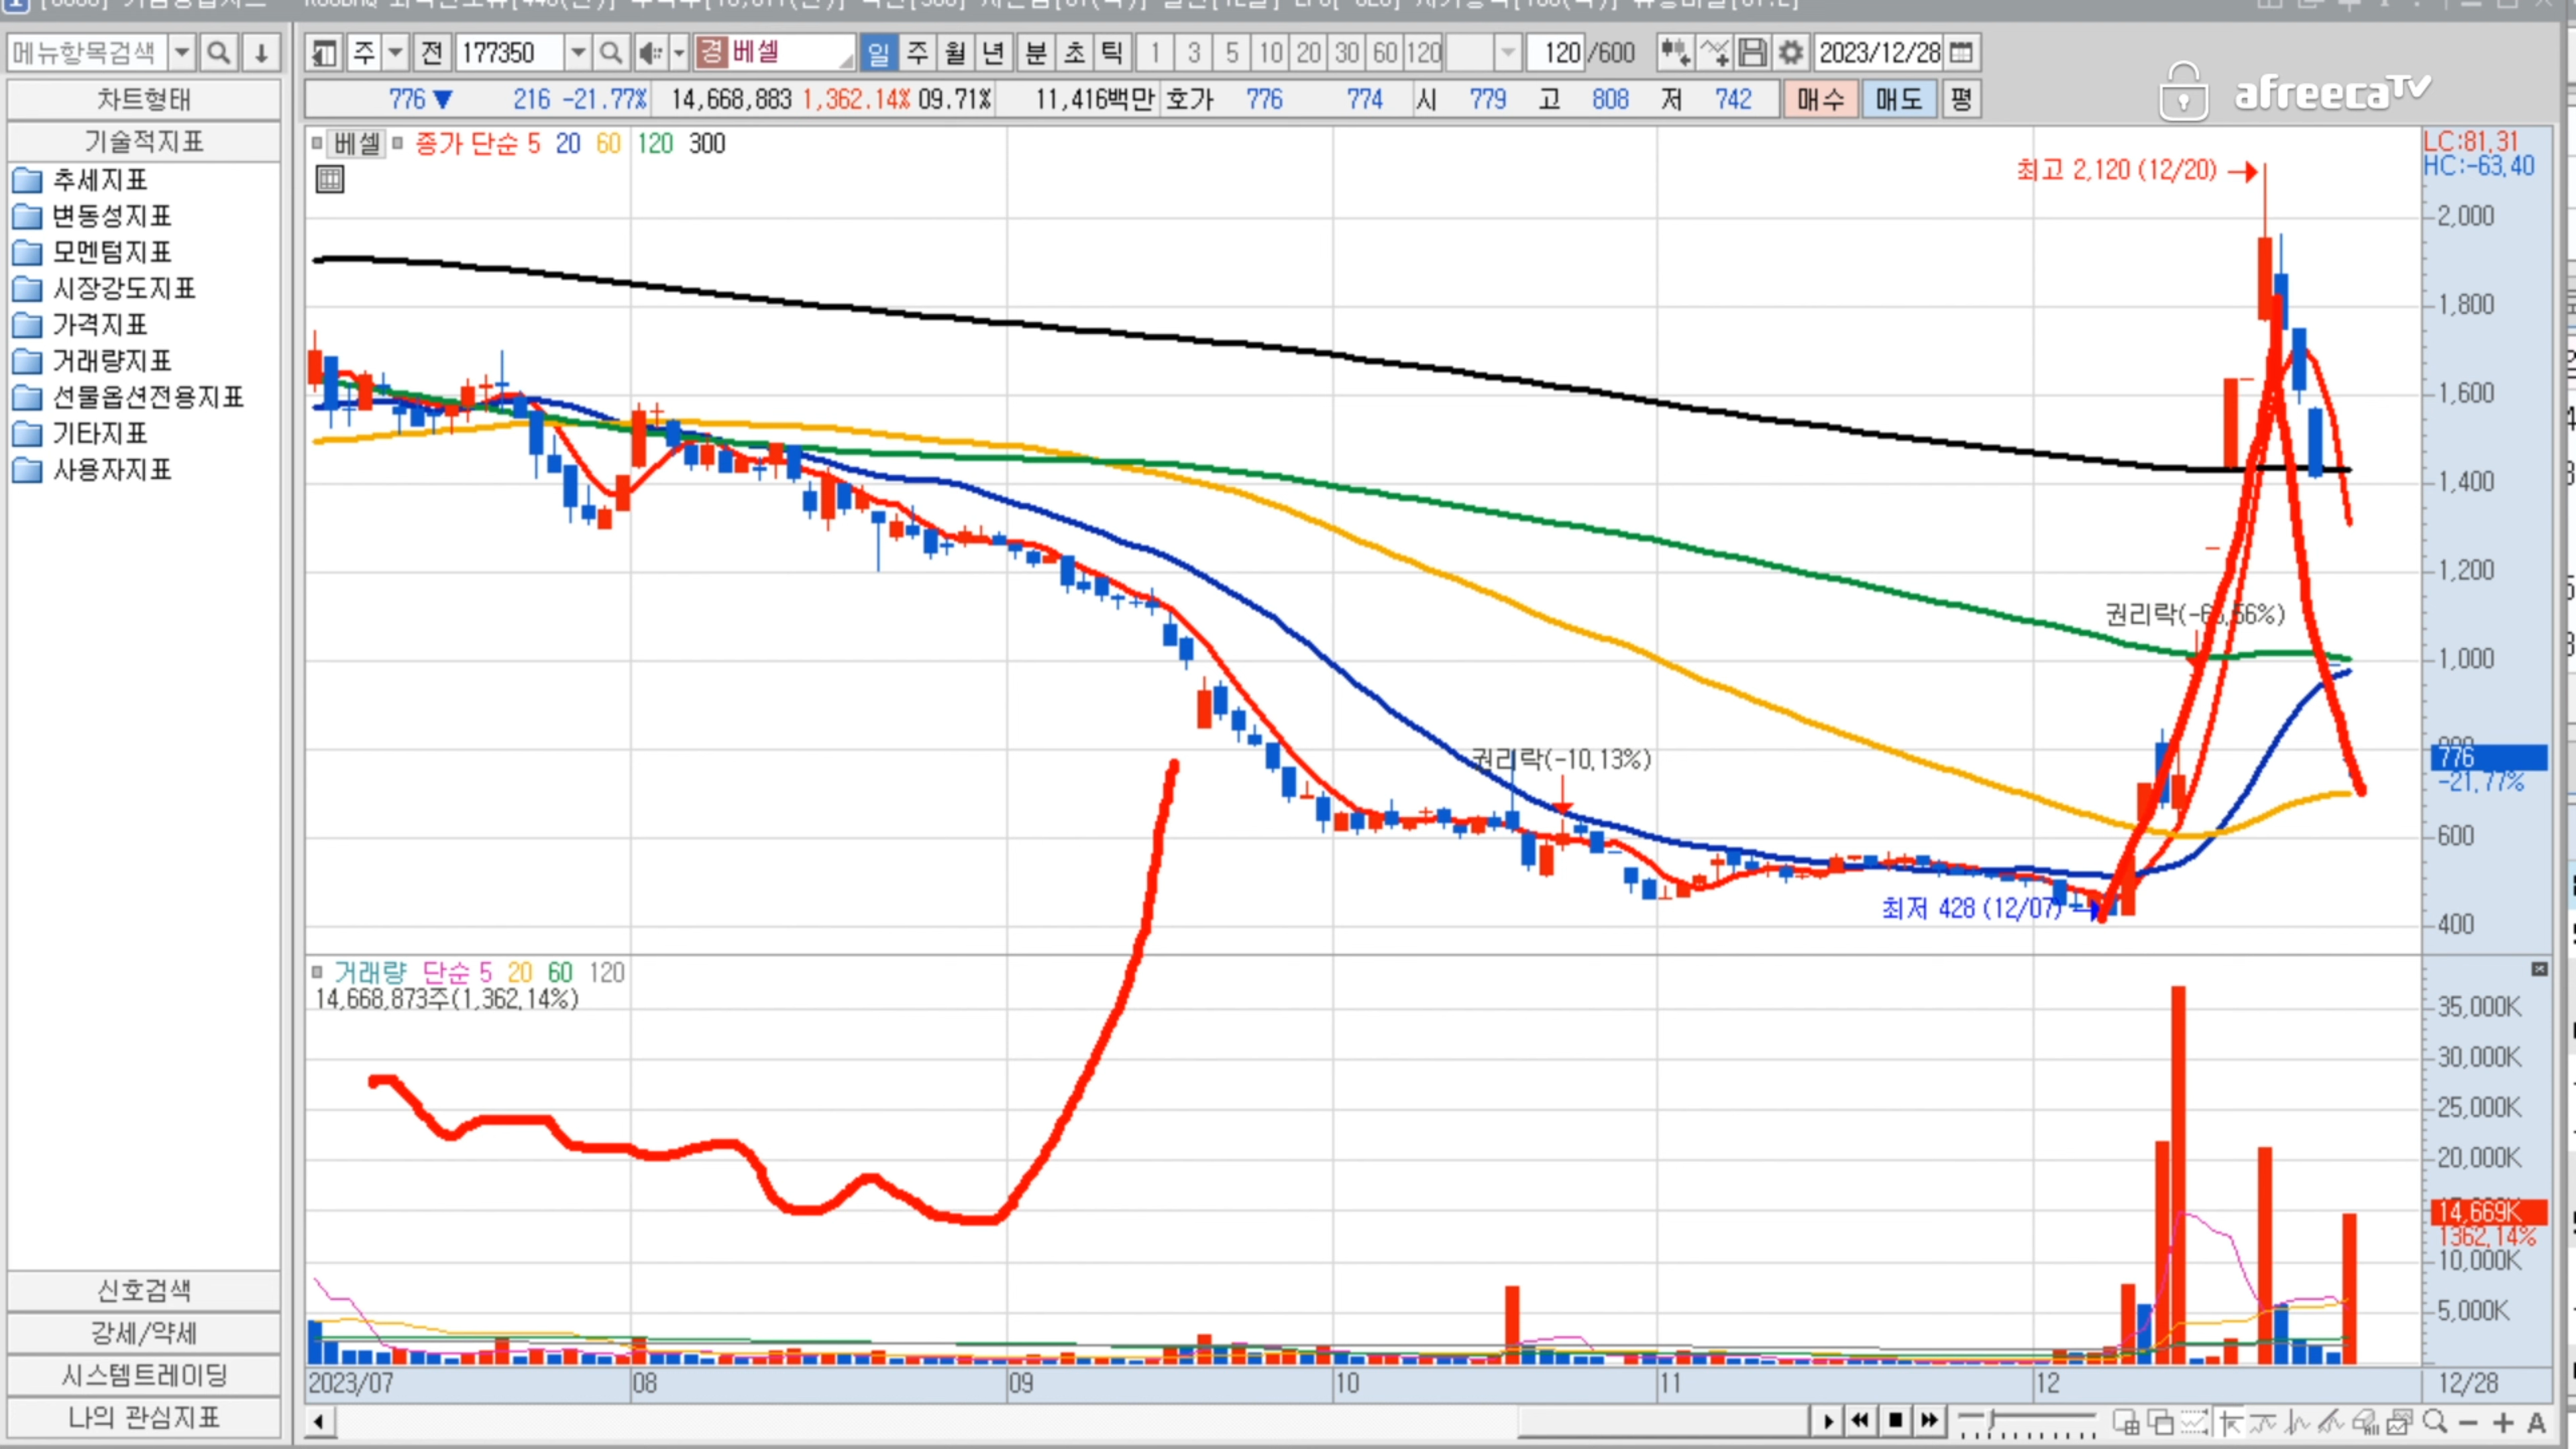 메뉴항목검색
주 전 177350 경 베셀 일 주 월 년 분 초 틱 1 3 5 10 20 30 60 120 120 /600 2023/12/28
차트형태
776 ▼ 216 -21.77% 14,668,883 1,362.14% 09.71% 11,416백만 호가 776 774 시 779 고 808 저 742 매수 매도 평
afreecaTV
기술적지표
추세지표
변동성지표
모멘텀지표
시장강도지표
가격지표
거래량지표
선물옵션전용지표
기타지표
사용자지표
신호검색
강세/약세
시스템트레이딩
나의 관심지표
베셀 종가 단순 5 20 60 120 300
LC:81,31
HC:-63,40
최고 2,120 (12/20)
2,000
1,800
1,600
1,400
1,200
권리락(-66,56%)
1,000
권리락(-10,13%)
776
-21,77%
600
최저 428 (12/07)
400
거래량 단순 5 20 60 120
14,668,873주(1,362,14%)
35,000K
30,000K
25,000K
20,000K
14,669K
1362,14%
10,000K
5,000K
2023/07 08 09 10 11 12 12/28
A